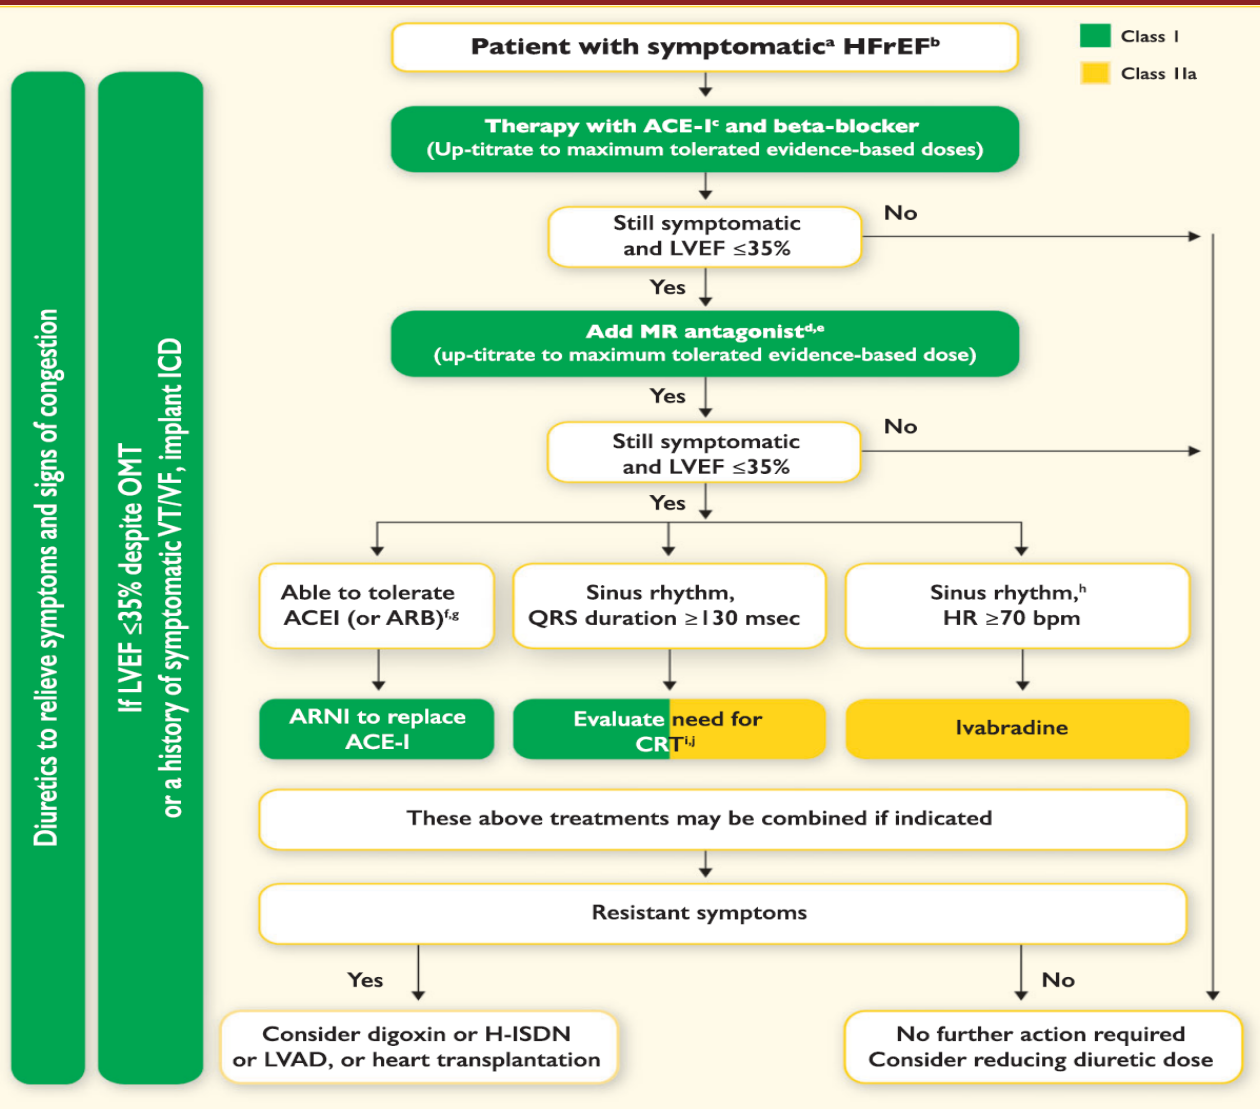 Patient with symptomaticᵃ HFrEFᵇ
Class I
Class IIa
Therapy with ACE-Iᶜ and beta-blocker
(Up-titrate to maximum tolerated evidence-based doses)
Still symptomatic
and LVEF ≤35%
No
Yes
Add MR antagonistᵈ,ᵉ
(up-titrate to maximum tolerated evidence-based dose)
Yes
Still symptomatic
and LVEF ≤35%
No
Yes
Able to tolerate
ACEI (or ARB)ᶠ,ᵍ
Sinus rhythm,
QRS duration ≥130 msec
Sinus rhythm,ʰ
HR ≥70 bpm
ARNI to replace
ACE-I
Evaluate need for
CRTⁱ,ʲ
Ivabradine
These above treatments may be combined if indicated
Resistant symptoms
Yes
No
Consider digoxin or H-ISDN
or LVAD, or heart transplantation
No further action required
Consider reducing diuretic dose
Diuretics to relieve symptoms and signs of congestion
If LVEF ≤35% despite OMT
or a history of symptomatic VT/VF, implant ICD